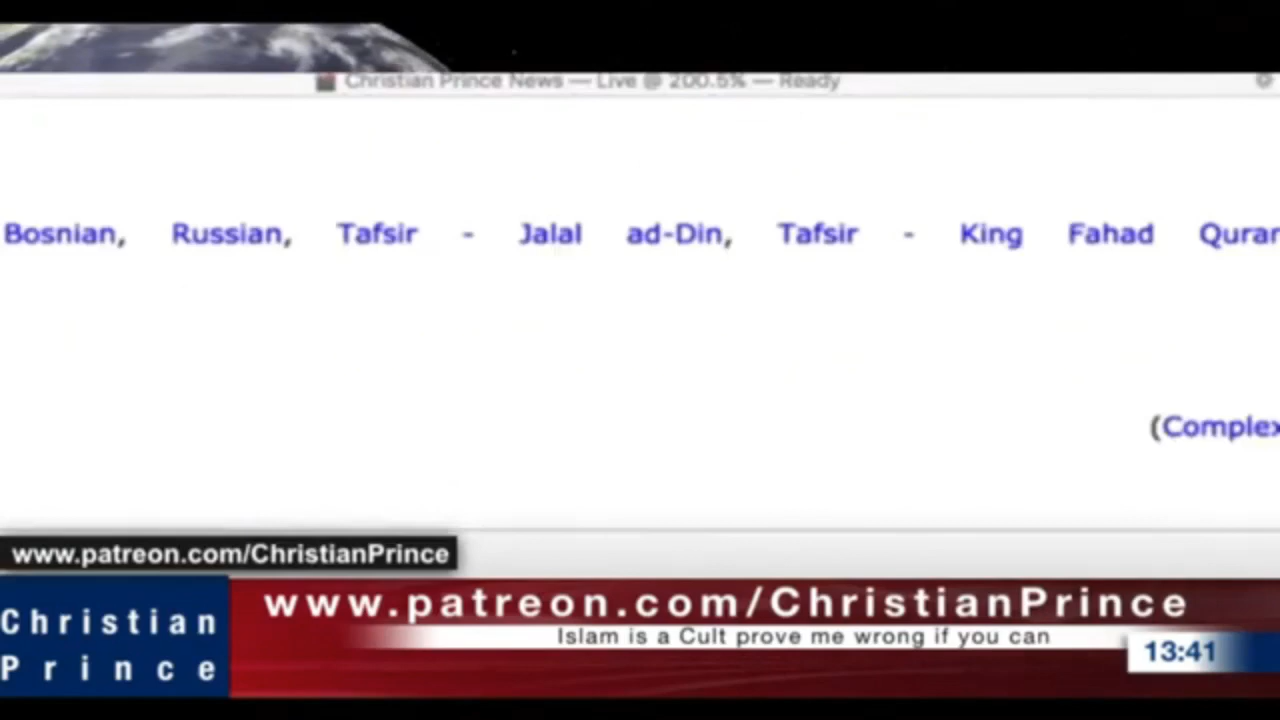 Christian Prince News — Live @ 200.5% — Ready
Bosnian, Russian, Tafsir - Jalal ad-Din, Tafsir - King Fahad Quran
(Complex
www.patreon.com/ChristianPrince
www.patreon.com/ChristianPrince
Islam is a Cult prove me wrong if you can
13:41
Christian
Prince